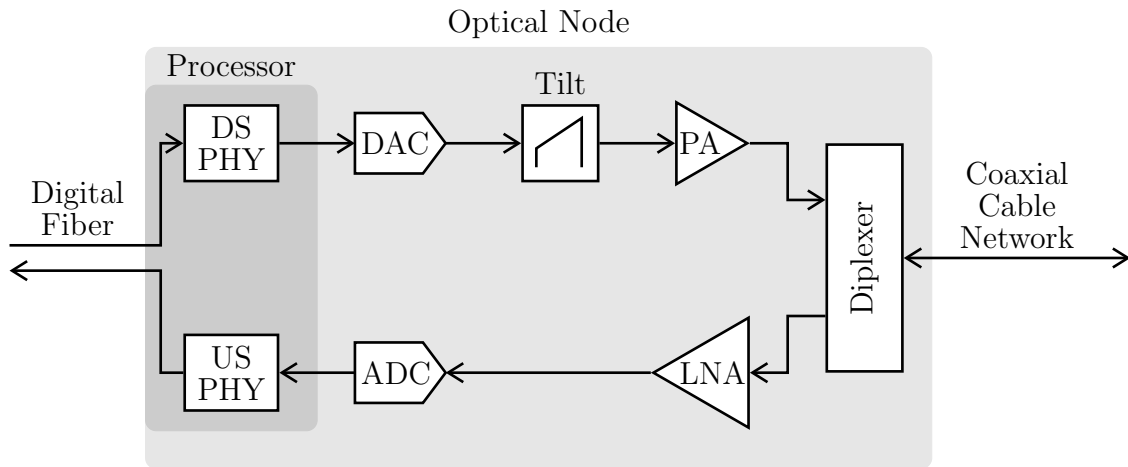 Optical Node
Processor
Tilt
DS
PHY
DAC
PA
Digital
Fiber
Coaxial
Cable
Network
Diplexer
US
PHY
ADC
LNA